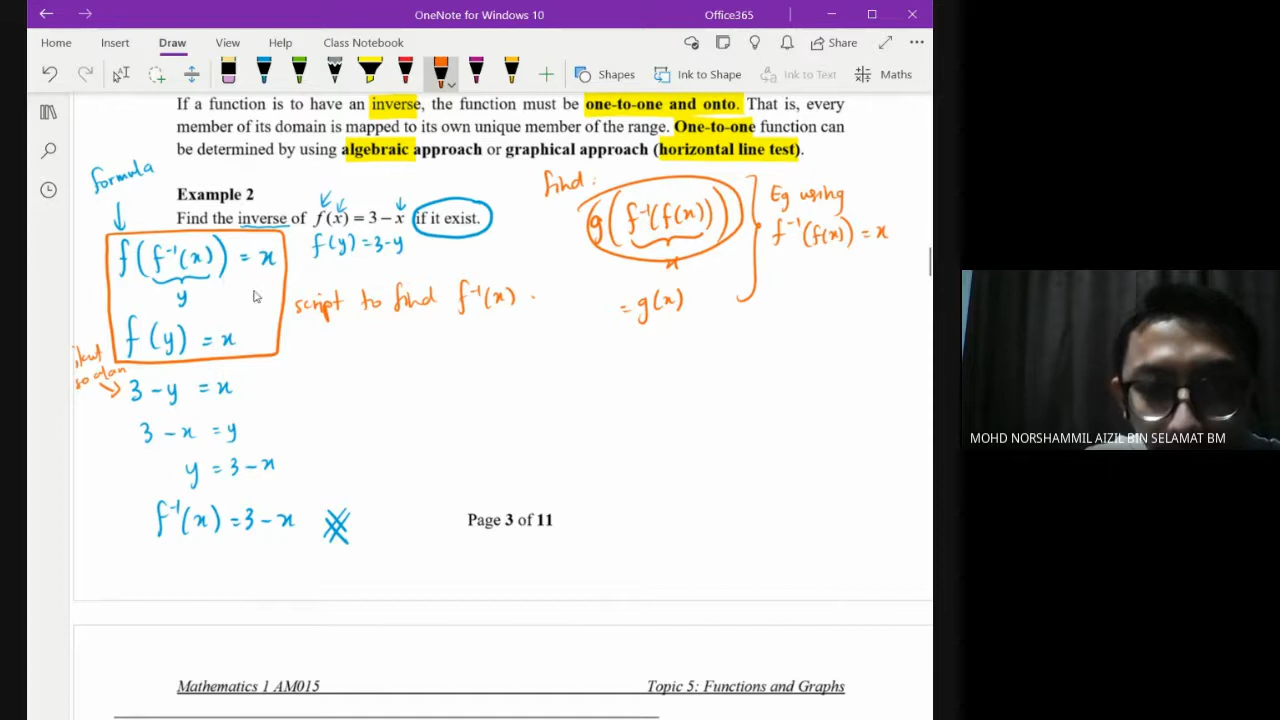 OneNote for Windows 10
Office365
Home Insert Draw View Help Class Notebook
Share
Shapes Ink to Shape Ink to Text Maths
If a function is to have an inverse, the function must be one-to-one and onto. That is, every
member of its domain is mapped to its own unique member of the range. One-to-one function can
be determined by using algebraic approach or graphical approach (horizontal line test).
formula
Example 2
Find the inverse of f(x) = 3 − x if it exist.
f(y) = 3 - y
f(f⁻¹(x)) = x
y
f(y) = x
script to find f⁻¹(x).
find:
g(f⁻¹(f(x)))
x
= g(x)
Eg using
f⁻¹(f(x)) = x
3 - y = x
3 - x = y
y = 3 - x
f⁻¹(x) = 3 - x
Page 3 of 11
Mathematics 1 AM015 Topic 5: Functions and Graphs
MOHD NORSHAMMIL AIZIL BIN SELAMAT BM